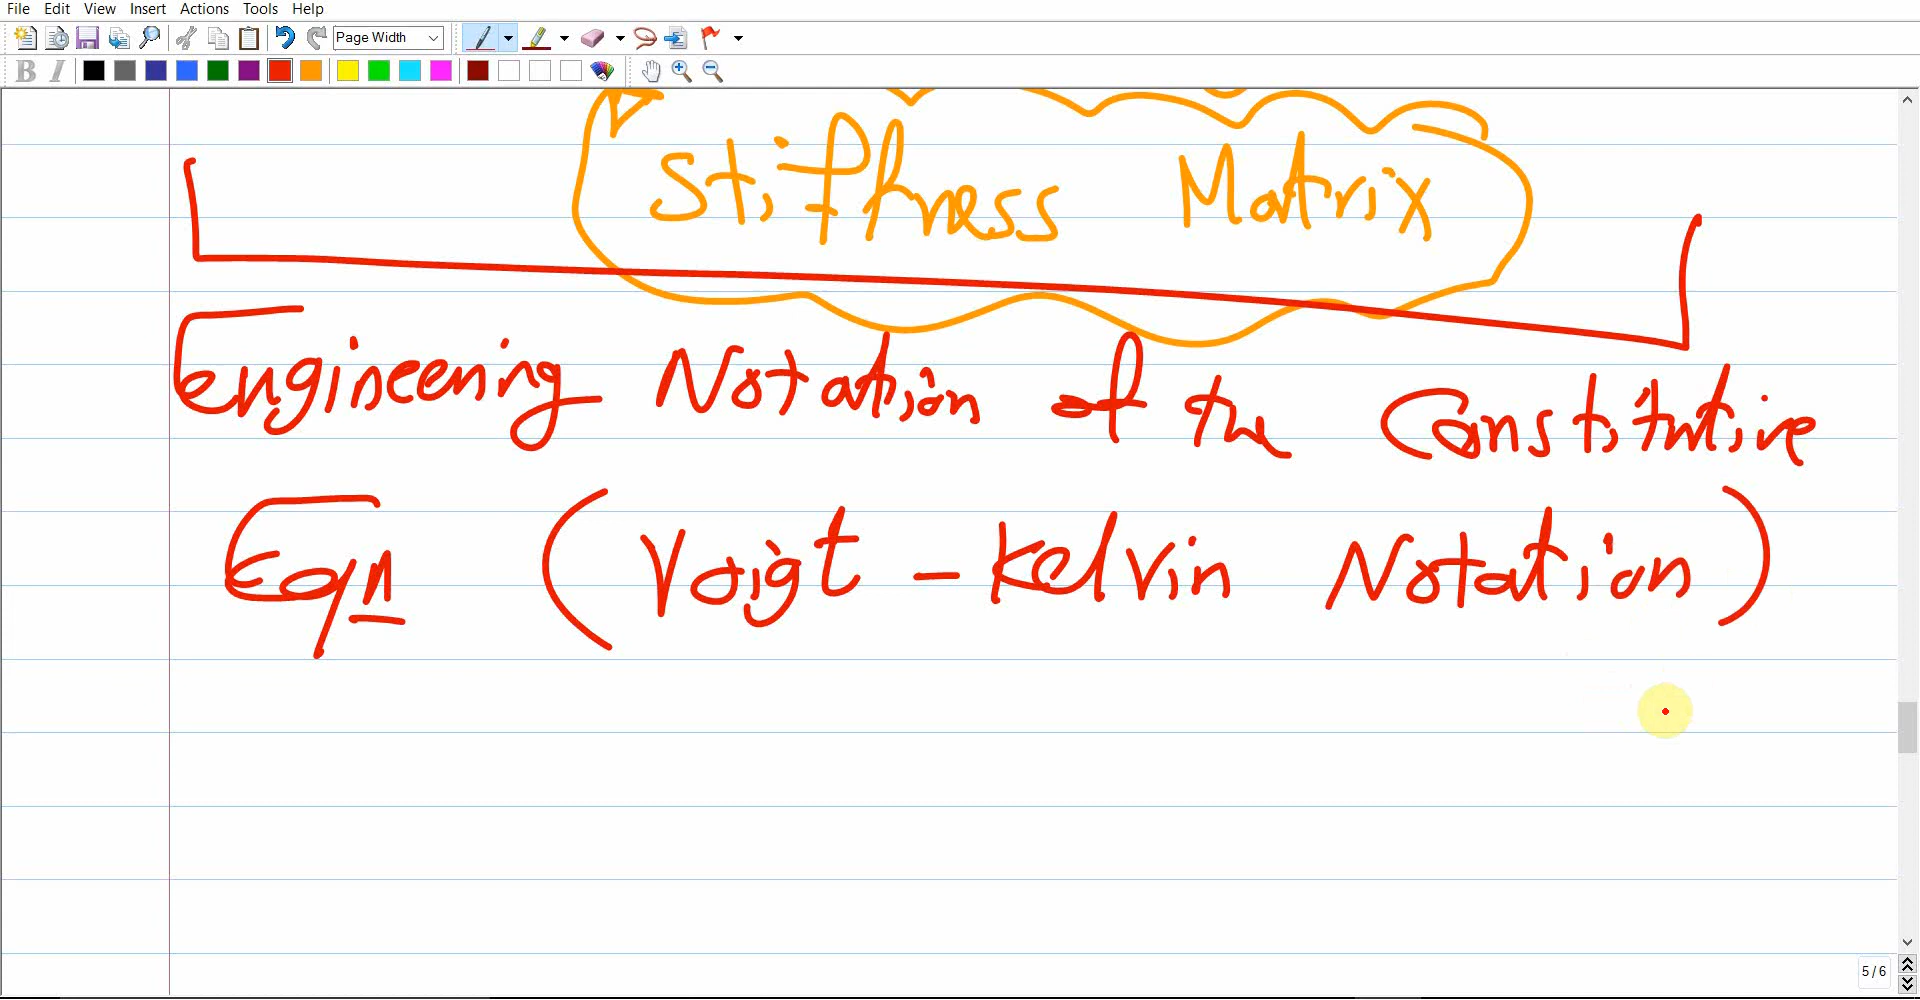 File Edit View Insert Actions Tools Help
Page Width
B I
Stiffness Matrix
Engineering Notation of the Constitutive
Eqn (Voigt - Kelvin Notation)
5 / 6